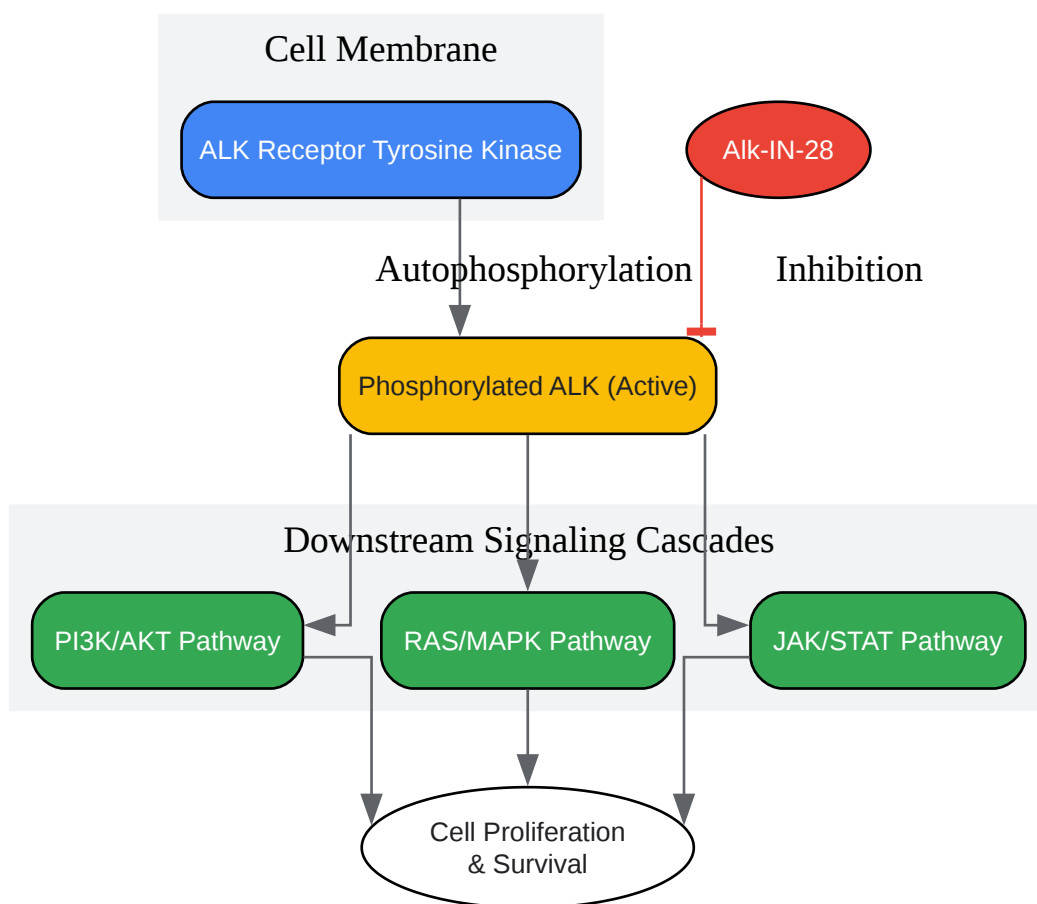 Cell Membrane
ALK Receptor Tyrosine Kinase
Alk-IN-28
Autophosphorylation
Inhibition
Phosphorylated ALK (Active)
Downstream Signaling Cascades
PI3K/AKT Pathway
RAS/MAPK Pathway
JAK/STAT Pathway
Cell Proliferation
& Survival